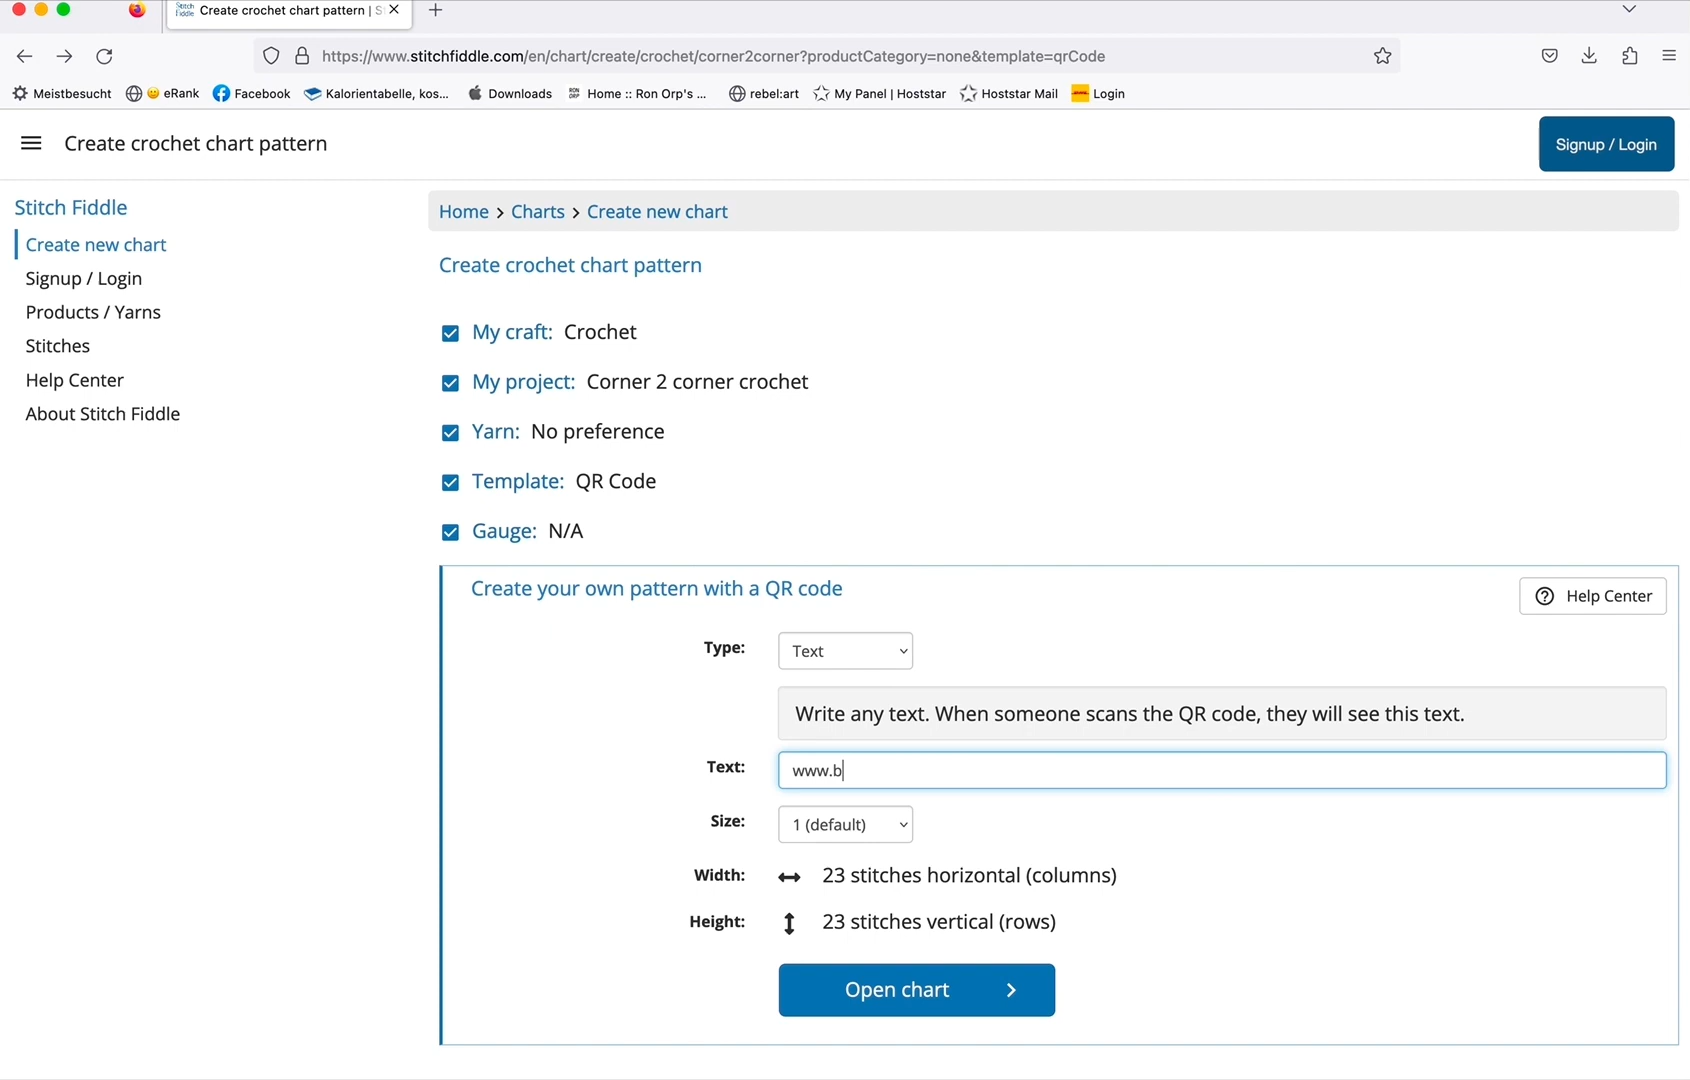 Stitch Fiddle
Create crochet chart pattern | S
https://www.stitchfiddle.com/en/chart/create/crochet/corner2corner?productCategory=none&template=qrCode
Meistbesucht eRank Facebook Kalorientabelle, kos... Downloads RON ORP Home :: Ron Orp's ... rebel:art My Panel | Hoststar Hoststar Mail Login
Create crochet chart pattern
Signup / Login
Stitch Fiddle
Create new chart
Signup / Login
Products / Yarns
Stitches
Help Center
About Stitch Fiddle
Home > Charts > Create new chart
Create crochet chart pattern
My craft: Crochet
My project: Corner 2 corner crochet
Yarn: No preference
Template: QR Code
Gauge: N/A
Create your own pattern with a QR code
Help Center
Type: Text
Write any text. When someone scans the QR code, they will see this text.
Text: www.b
Size: 1 (default)
Width: 23 stitches horizontal (columns)
Height: 23 stitches vertical (rows)
Open chart